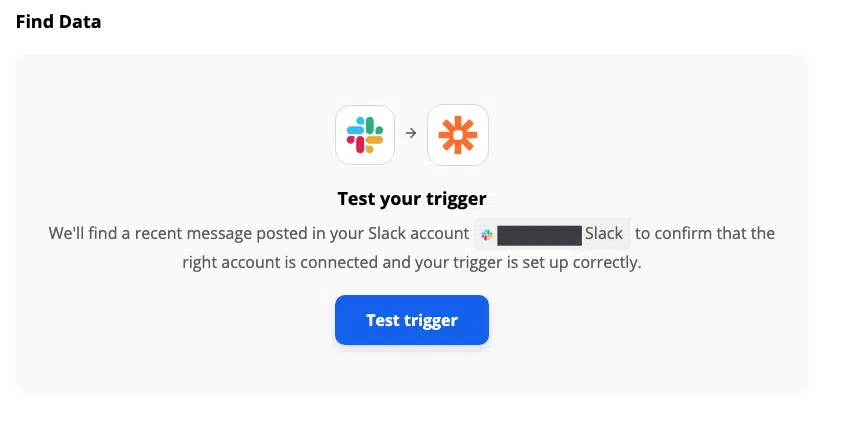 Find Data
Test your trigger
We'll find a recent message posted in your Slack account Slack to confirm that the
right account is connected and your trigger is set up correctly.
Test trigger